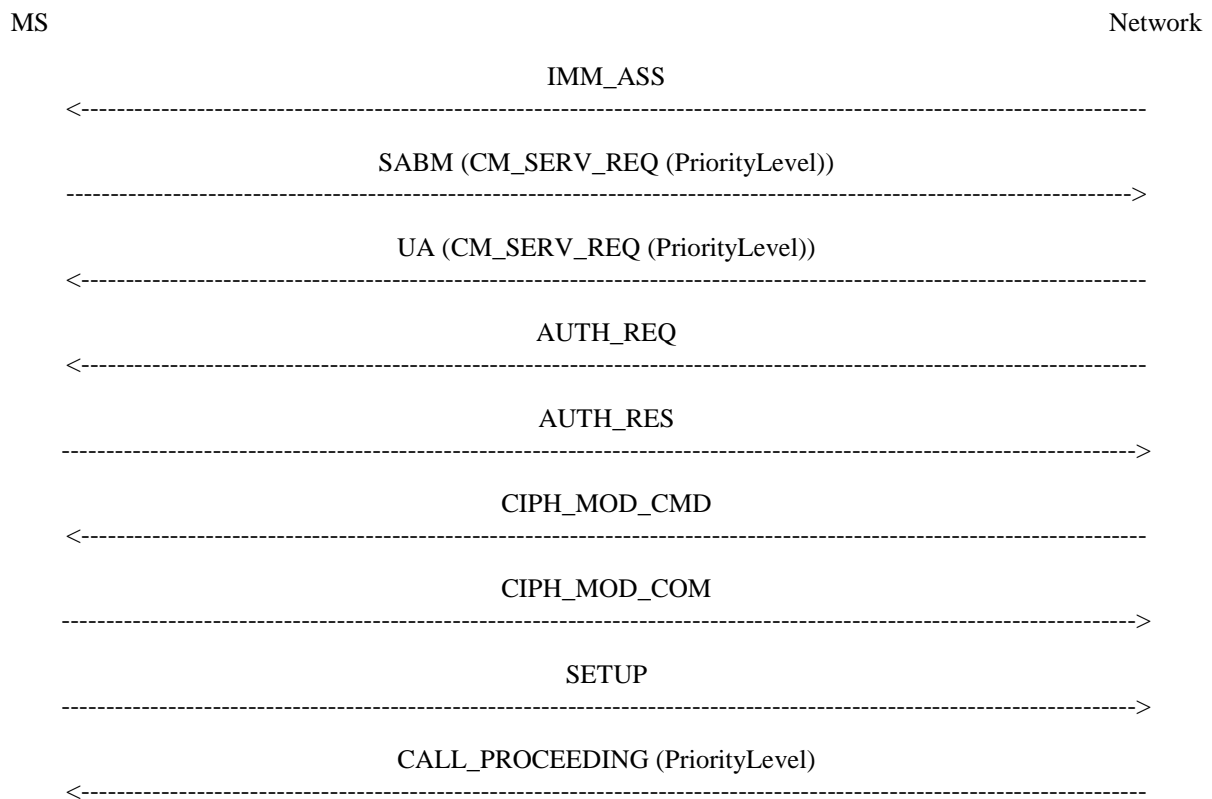 MS Network
IMM_ASS
<-----------------------------------------------------------------------------------------------------------------------
SABM (CM_SERV_REQ (PriorityLevel))
----------------------------------------------------------------------------------------------------------------------->
UA (CM_SERV_REQ (PriorityLevel))
<-----------------------------------------------------------------------------------------------------------------------
AUTH_REQ
<-----------------------------------------------------------------------------------------------------------------------
AUTH_RES
----------------------------------------------------------------------------------------------------------------------->
CIPH_MOD_CMD
<-----------------------------------------------------------------------------------------------------------------------
CIPH_MOD_COM
----------------------------------------------------------------------------------------------------------------------->
SETUP
----------------------------------------------------------------------------------------------------------------------->
CALL_PROCEEDING (PriorityLevel)
<-----------------------------------------------------------------------------------------------------------------------